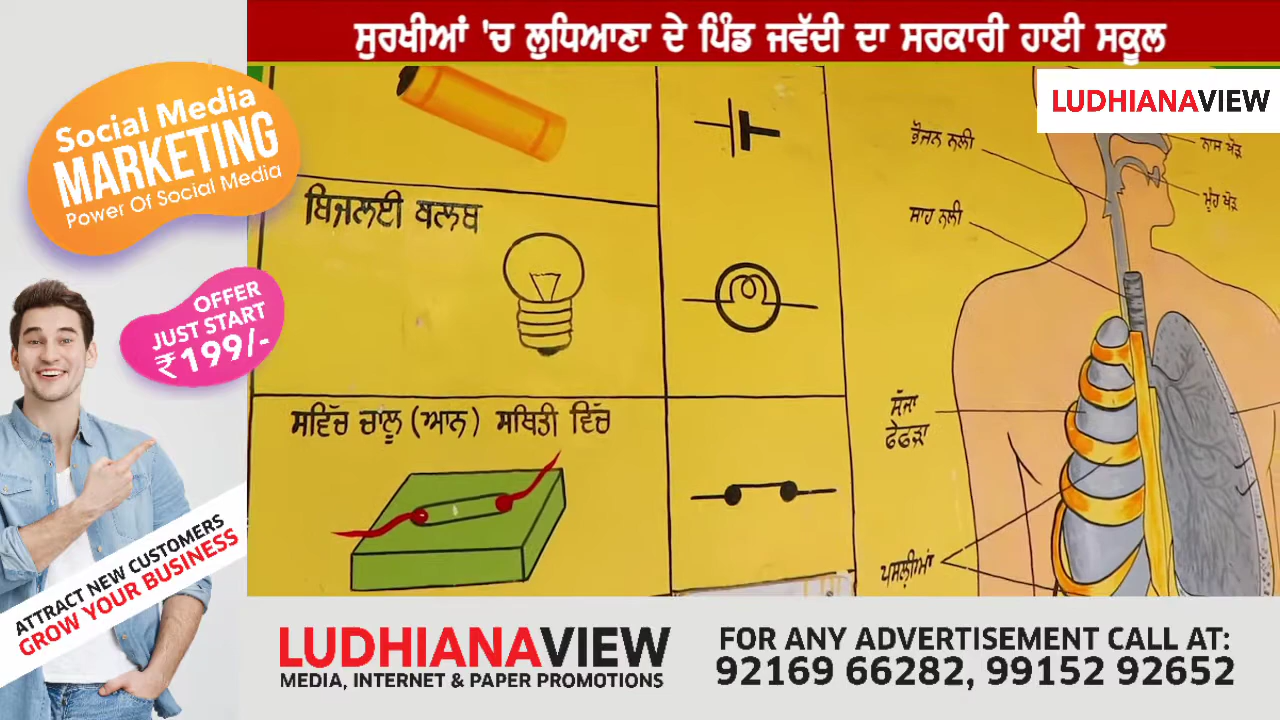 ਸੁਰਖੀਆਂ 'ਚ ਲੁਧਿਆਣਾ ਦੇ ਪਿੰਡ ਜਵੱਦੀ ਦਾ ਸਰਕਾਰੀ ਹਾਈ ਸਕੂਲ
LUDHIANAVIEW
Social Media
MARKETING
Power Of Social Media
OFFER
JUST START
₹199/-
ATTRACT NEW CUSTOMERS
GROW YOUR BUSINESS
ਬਿਜਲਈ ਬਲਬ
ਸਵਿੱਚ ਚਾਲੂ (ਆਨ) ਸਥਿਤੀ ਵਿੱਚ
ਭੋਜਨ ਨਲੀ
ਸਾਹ ਨਲੀ
ਨਾਸ ਖੋੜ
ਮੂੰਹ ਖੋੜ
ਸੱਜਾ
ਫੇਫੜਾ
ਪਸਲੀਆਂ
LUDHIANAVIEW
MEDIA, INTERNET & PAPER PROMOTIONS
FOR ANY ADVERTISEMENT CALL AT:
92169 66282, 99152 92652